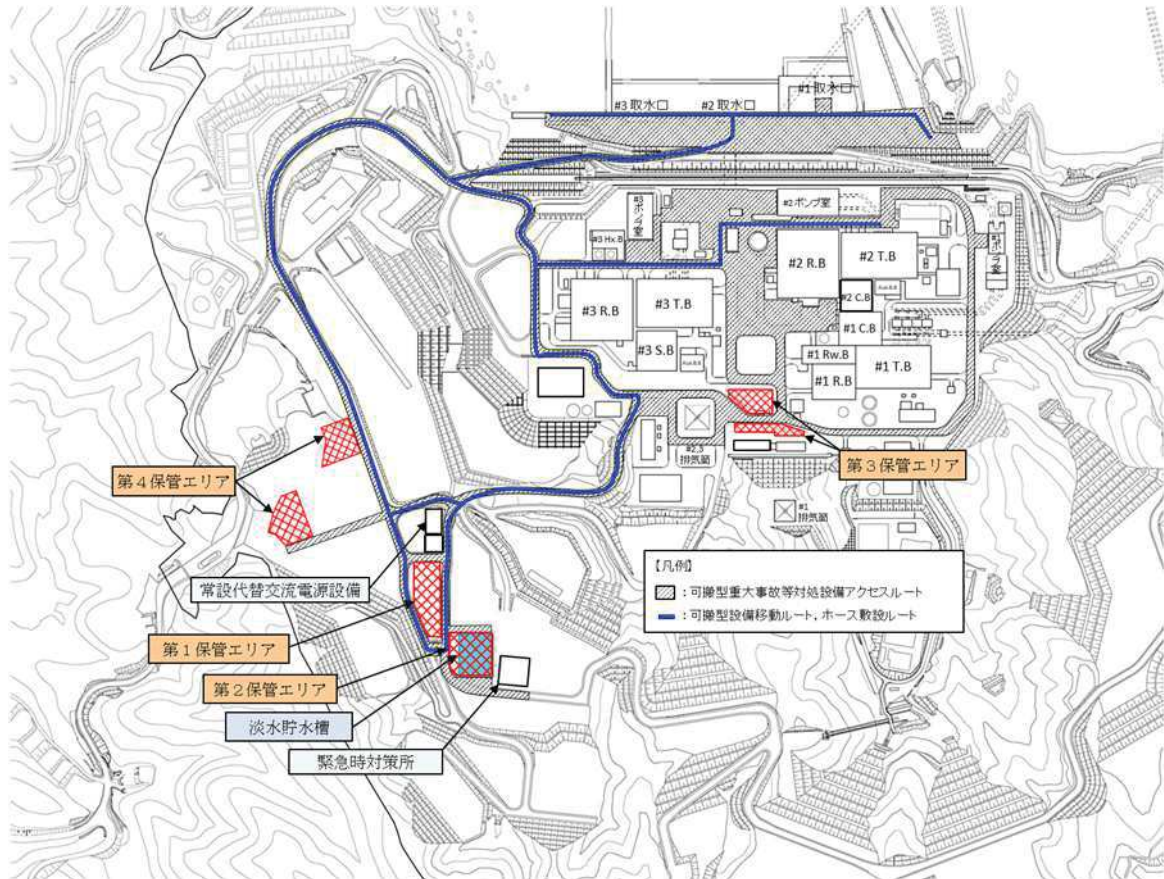 #1 取水口
#3 取水口
#2 取水口
#2 ポンプ室
#3 ポンプ室
#1 ポンプ室
#3 Hx.B
#2 R.B
#2 T.B
#2 C.B
#3 R.B
#3 T.B
#1 C.B
#3 S.B
#1 Rw.B
#1 R.B
#1 T.B
#2,3
排気筒
第3保管エリア
第4保管エリア
#1
排気筒
【凡例】
:可搬型重大事故等対処設備アクセスルート
:可搬型設備移動ルート,ホース敷設ルート
常設代替交流電源設備
第1保管エリア
第2保管エリア
淡水貯水槽
緊急時対策所